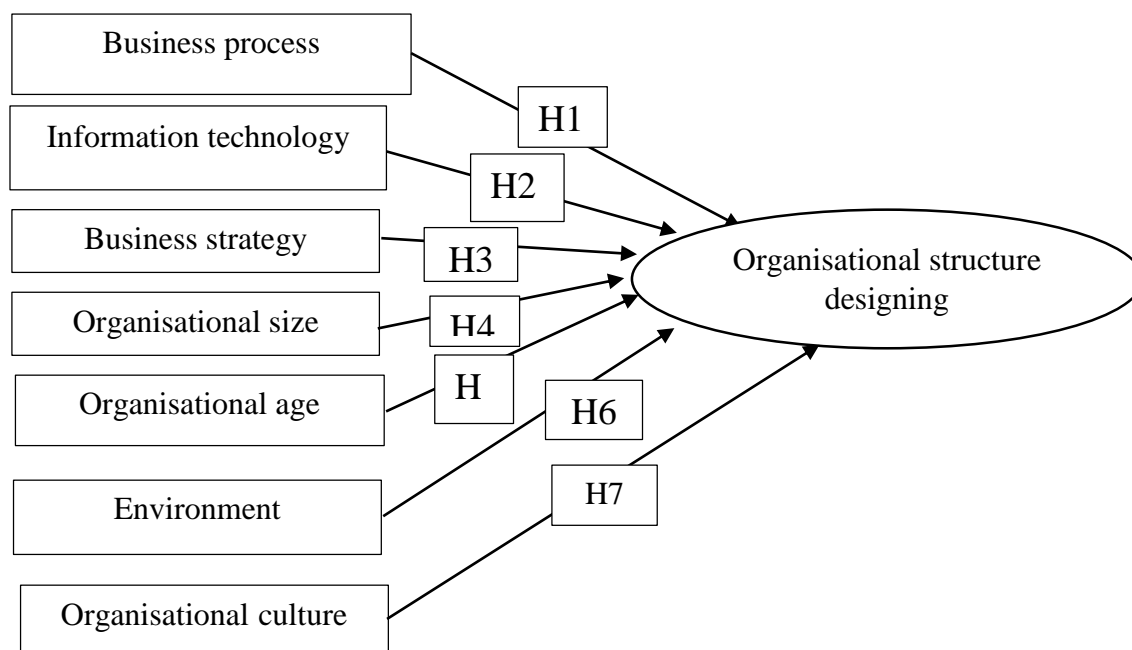 Business process
H1
Information technology
H2
Business strategy
H3
Organisational structure
designing
Organisational size
H4
Organisational age
H
H6
Environment
H7
Organisational culture